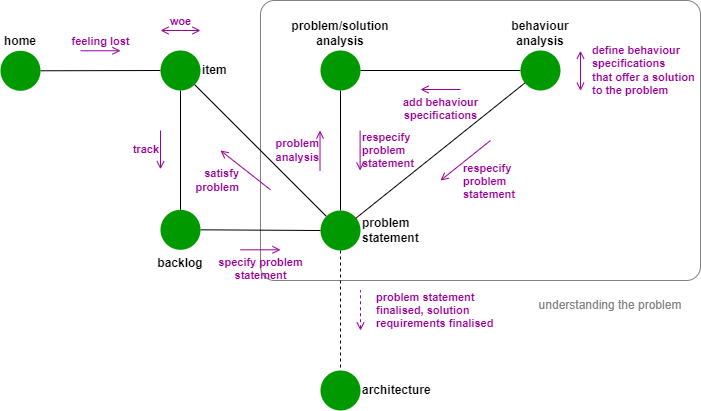 woe
home
feeling lost
item
problem/solution
analysis
behaviour
analysis
define behaviour
specifications
that offer a solution
to the problem
add behaviour
specifications
track
problem
analysis
respecify
problem
statement
satisfy
problem
respecify
problem
statement
problem
statement
backlog
specify problem
statement
understanding the problem
problem statement
finalised, solution
requirements finalised
architecture